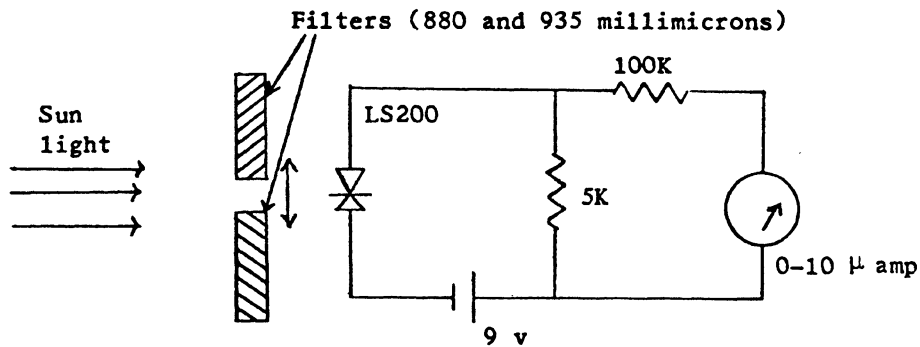 Filters (880 and 935 millimicrons)
100K
Sun
light
LS200
5K
0-10 μ amp
9 v